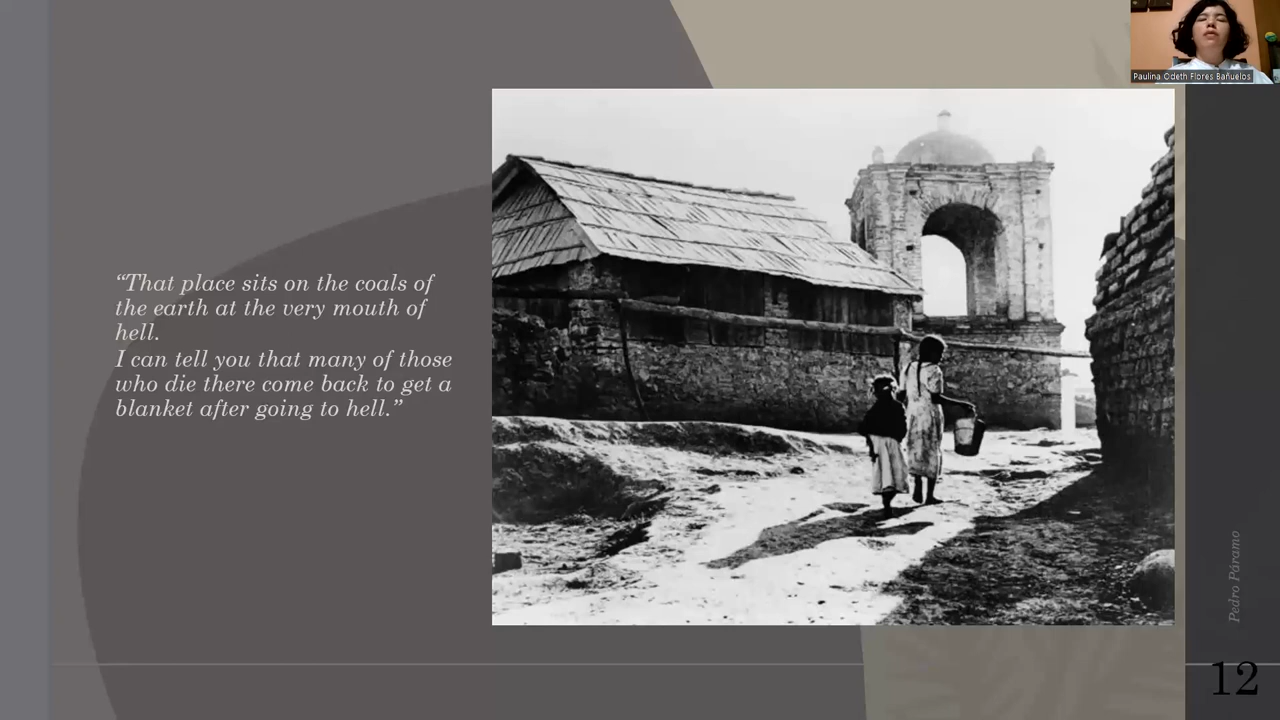 Paulina Odeth Flores Bañuelos
“That place sits on the coals of
the earth at the very mouth of
hell.
I can tell you that many of those
who die there come back to get a
blanket after going to hell.”
Pedro Páramo
12